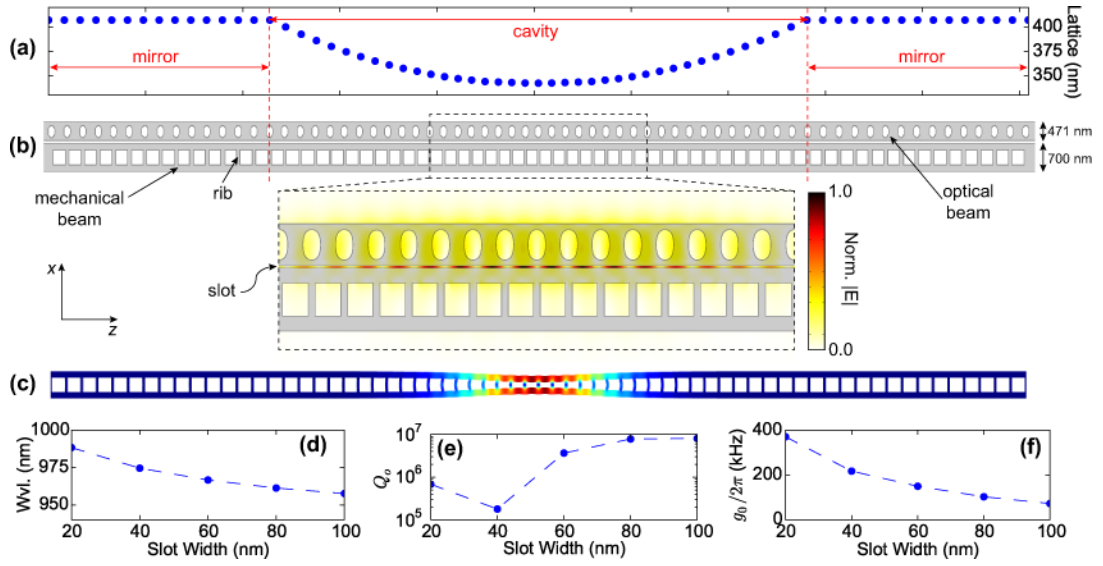 (a)
mirror
cavity
mirror
400
375
350
Lattice
(nm)
(b)
471 nm
700 nm
mechanical
beam
rib
optical
beam
x
z
slot
1.0
0.0
Norm. |E|
(c)
(d)
Wvl. (nm)
1000
975
950
20 40 60 80 100
Slot Width (nm)
(e)
Q_o
10^7
10^6
10^5
20 40 60 80 100
Slot Width (nm)
(f)
g_0/2π (kHz)
400
200
0
20 40 60 80 100
Slot Width (nm)